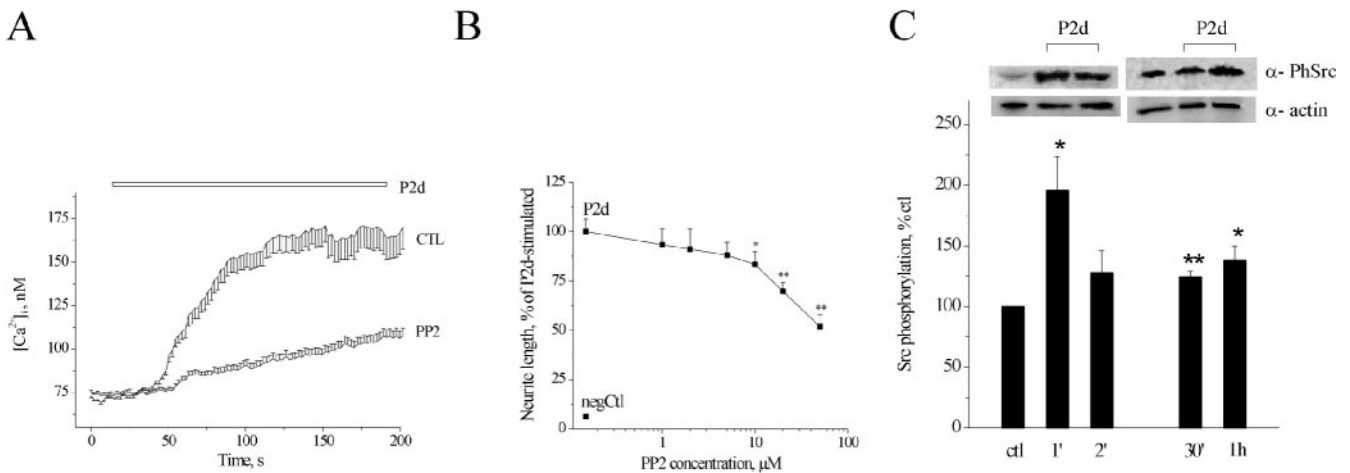 A
P2d
CTL
PP2
175
150
125
100
75
[Ca²⁺]ᵢ, nM
0
50
100
150
200
Time, s
B
P2d
negCtl
*
**
**
125
100
75
50
25
0
Neurite length, % of P2d-stimulated
1
10
100
PP2 concentration, μM
C
P2d
P2d
α- PhSrc
α- actin
*
**
*
250
200
150
100
50
0
Src phosphorylation, % ctl
ctl
1'
2'
30'
1h